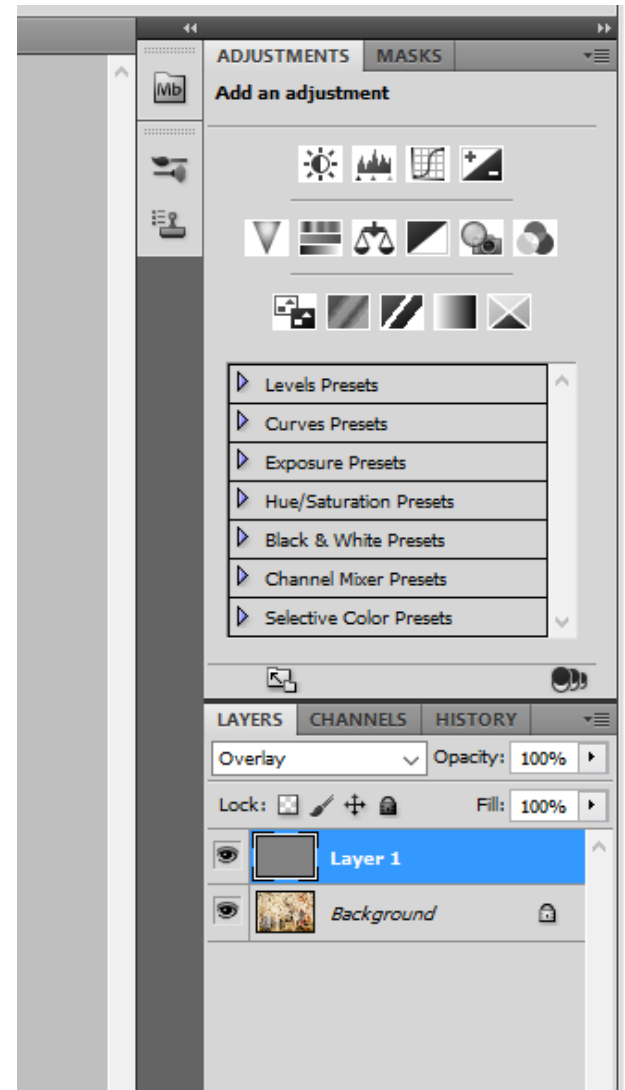 ADJUSTMENTS MASKS
Mb
Add an adjustment
Levels Presets
Curves Presets
Exposure Presets
Hue/Saturation Presets
Black & White Presets
Channel Mixer Presets
Selective Color Presets
LAYERS CHANNELS HISTORY
Overlay Opacity: 100%
Lock: Fill: 100%
Layer 1
Background